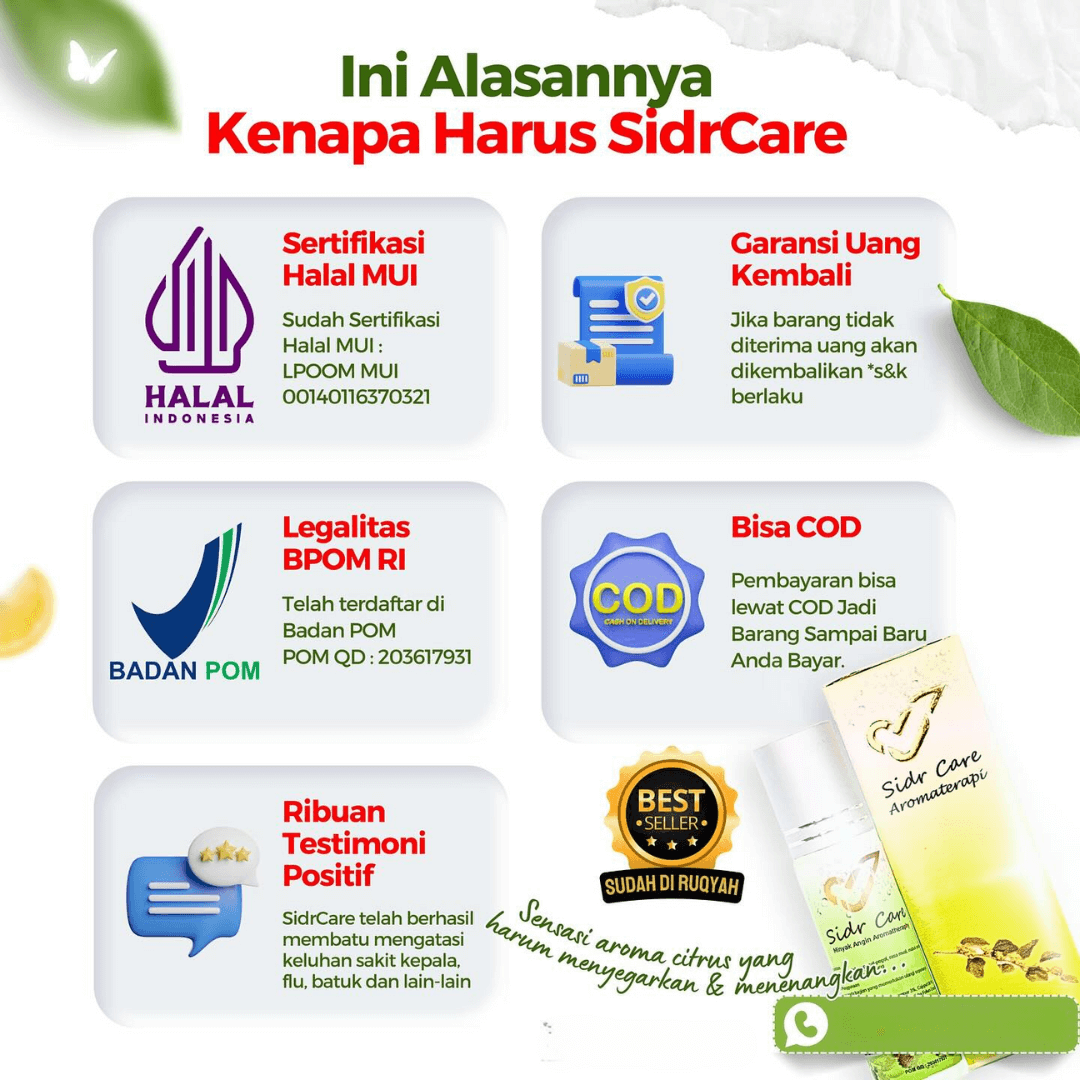 Ini Alasannya
Kenapa Harus SidrCare
HALAL
INDONESIA
Sertifikasi
Halal MUI
Sudah Sertifikasi
Halal MUI :
LPOOM MUI
00140116370321
Garansi Uang
Kembali
Jika barang tidak
diterima uang akan
dikembalikan *s&k
berlaku
BADAN POM
Legalitas
BPOM RI
Telah terdaftar di
Badan POM
POM QD : 203617931
COD
CASH ON DELIVERY
Bisa COD
Pembayaran bisa
lewat COD Jadi
Barang Sampai Baru
Anda Bayar.
Ribuan
Testimoni
Positif
SidrCare telah berhasil
membatu mengatasi
keluhan sakit kepala,
flu, batuk dan lain-lain
BEST
SELLER
SUDAH DI RUQYAH
Sensasi aroma citrus yang
harum menyegarkan & menenangkan...
Sidr Care
Aromaterapi
Sidr Care
Minyak Angin Aromatherapy